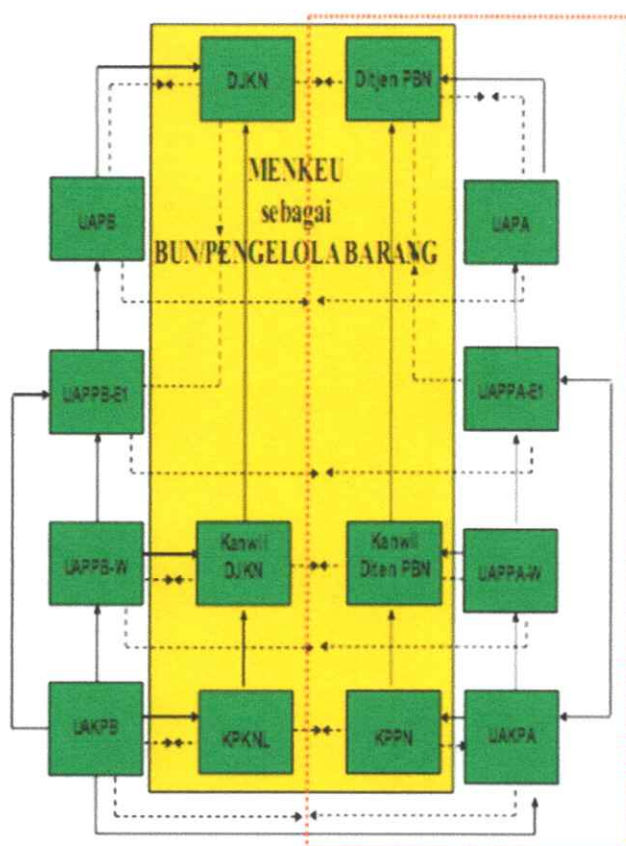 DJKN
Ditjen PBN
MENKEU
sebagai
BUN/PENGELOLA BARANG
UAPB
UAPA
UAPPB-E1
UAPPA-E1
UAPPB-W
Kanwil
DJKN
Kanwil
Diten PBN
UAPPA-W
UAKPB
KPKNL
KPPN
UAKPA